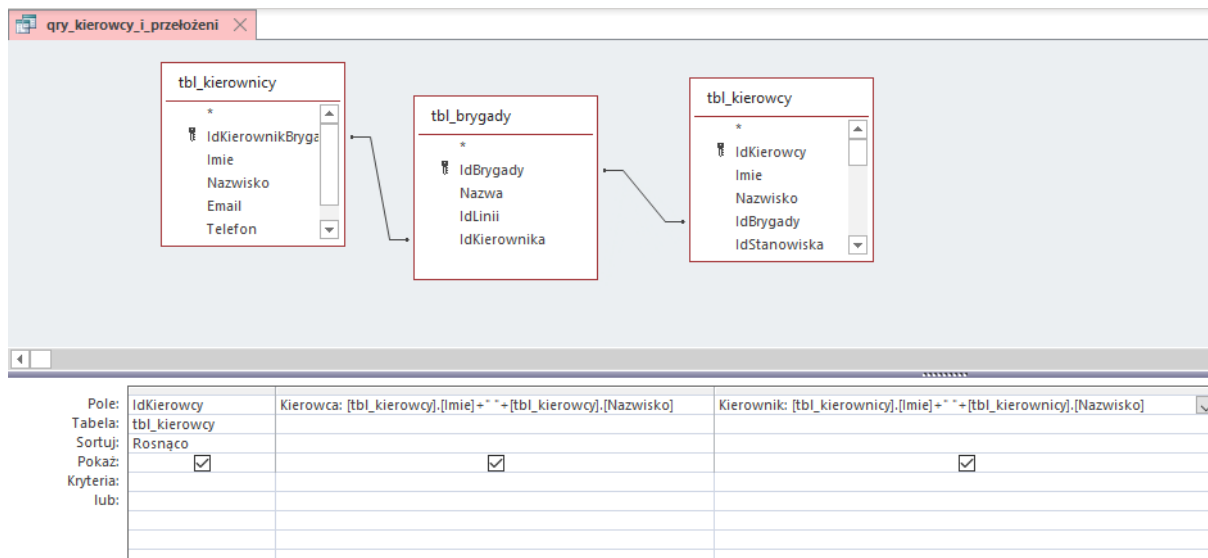 qry_kierowcy_i_przełożeni
tbl_kierownicy
*
IdKierownikBryga
Imie
Nazwisko
Email
Telefon
tbl_brygady
*
IdBrygady
Nazwa
IdLinii
IdKierownika
tbl_kierowcy
*
IdKierowcy
Imie
Nazwisko
IdBrygady
IdStanowiska
Pole: IdKierowcy Kierowca: [tbl_kierowcy].[Imie]+" "+[tbl_kierowcy].[Nazwisko] Kierownik: [tbl_kierownicy].[Imie]+" "+[tbl_kierownicy].[Nazwisko]
Tabela: tbl_kierowcy
Sortuj: Rosnąco
Pokaż:
Kryteria:
lub: